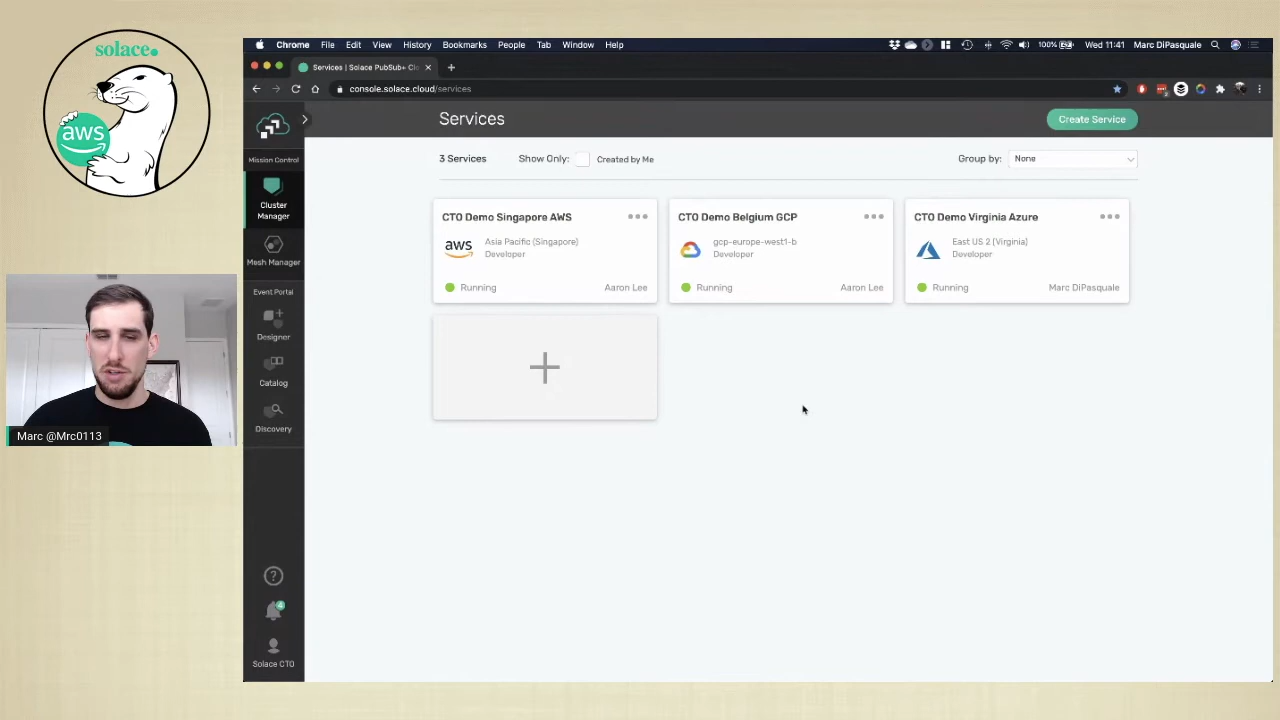 solace.
aws
Chrome File Edit View History Bookmarks People Tab Window Help
100% Wed 11:41 Marc DiPasquale
Services | Solace PubSub+ Clo
console.solace.cloud/services
Services
Create Service
Mission Control
Cluster
Manager
Mesh Manager
Event Portal
Designer
Catalog
Discovery
4
Solace CTO
3 Services Show Only: Created by Me
Group by: None
CTO Demo Singapore AWS
aws
Asia Pacific (Singapore)
Developer
Running Aaron Lee
CTO Demo Belgium GCP
gcp-europe-west1-b
Developer
Running Aaron Lee
CTO Demo Virginia Azure
East US 2 (Virginia)
Developer
Running Marc DiPasquale
Marc @Mrc0113